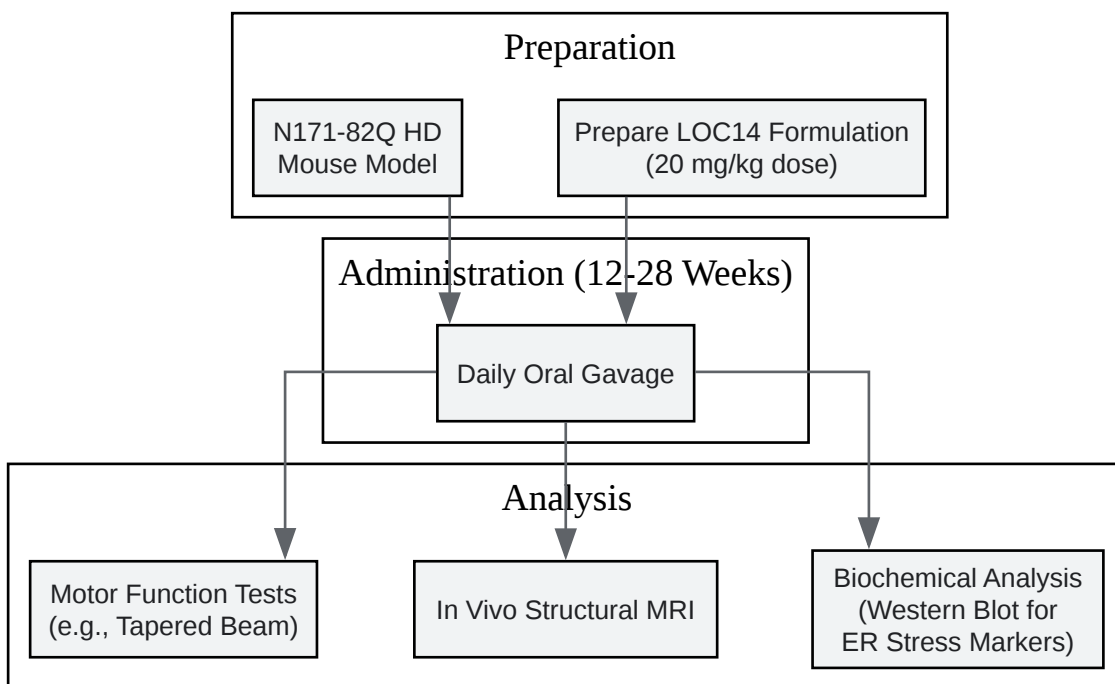 Preparation
N171-82Q HD
Mouse Model
Prepare LOC14 Formulation
(20 mg/kg dose)
Administration (12-28 Weeks)
Daily Oral Gavage
Analysis
Motor Function Tests
(e.g., Tapered Beam)
In Vivo Structural MRI
Biochemical Analysis
(Western Blot for
ER Stress Markers)